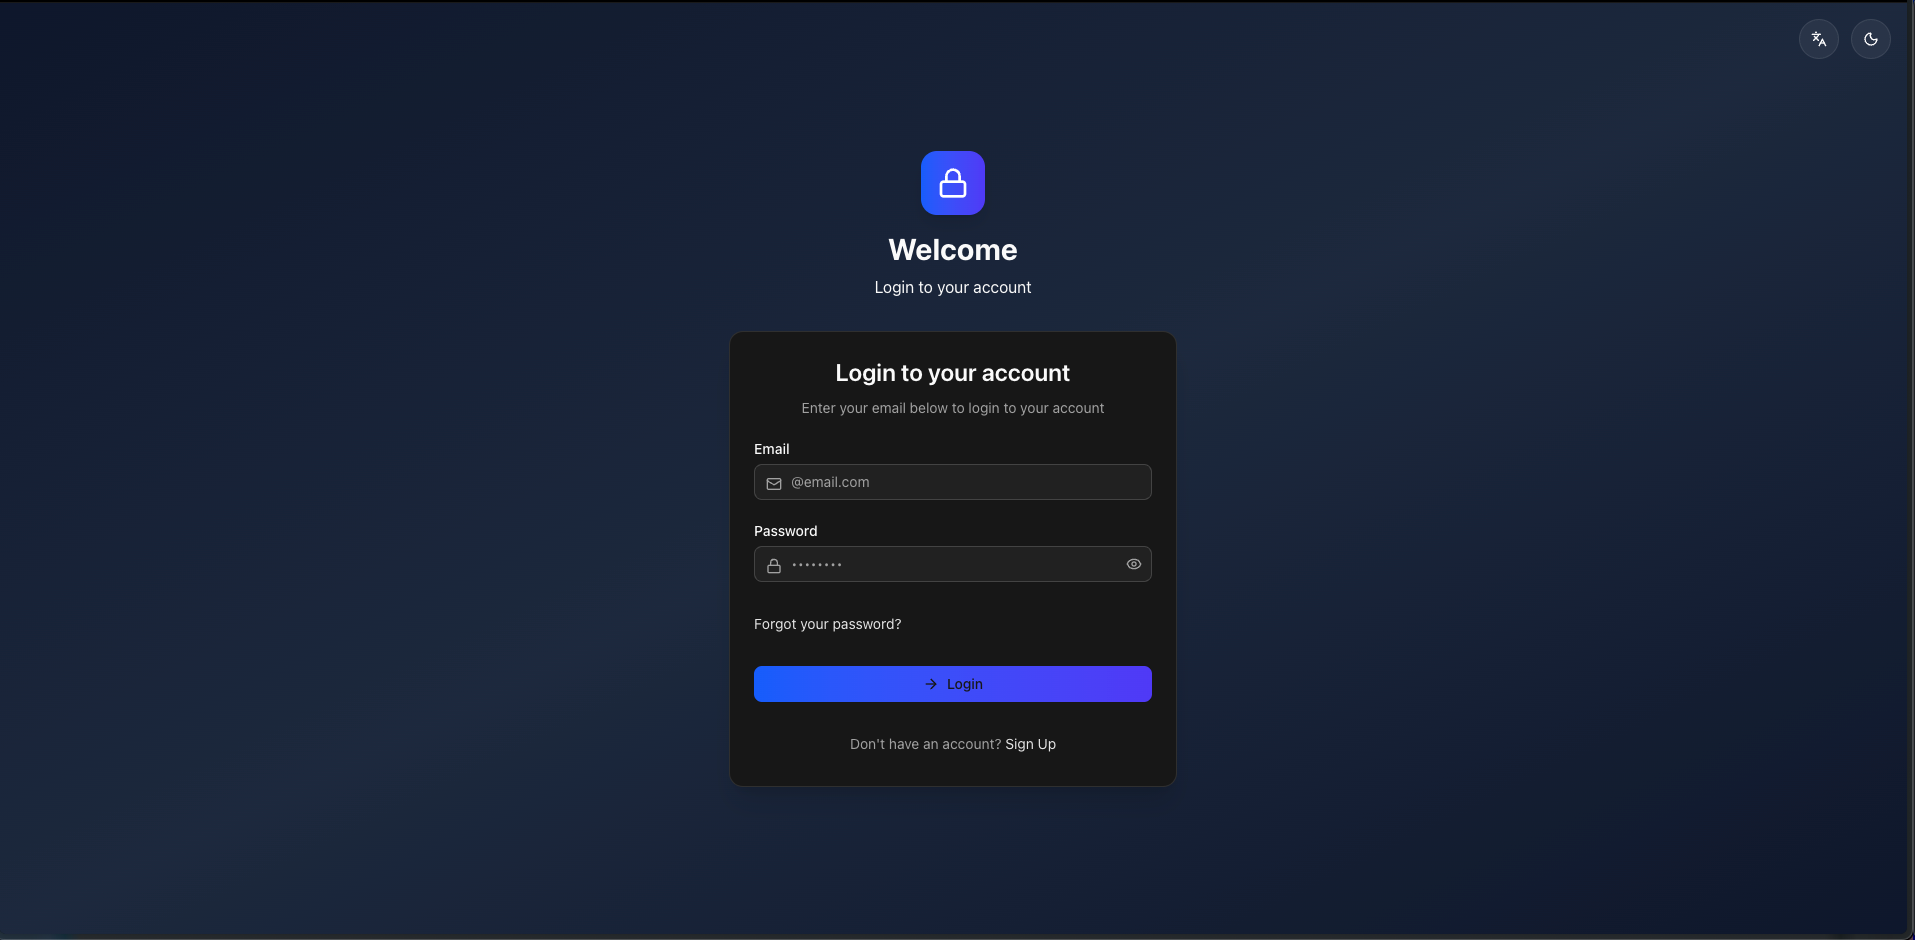 Welcome
Login to your account
Login to your account
Enter your email below to login to your account
Email
@email.com
Password
••••••••
Forgot your password?
Login
Don't have an account? Sign Up